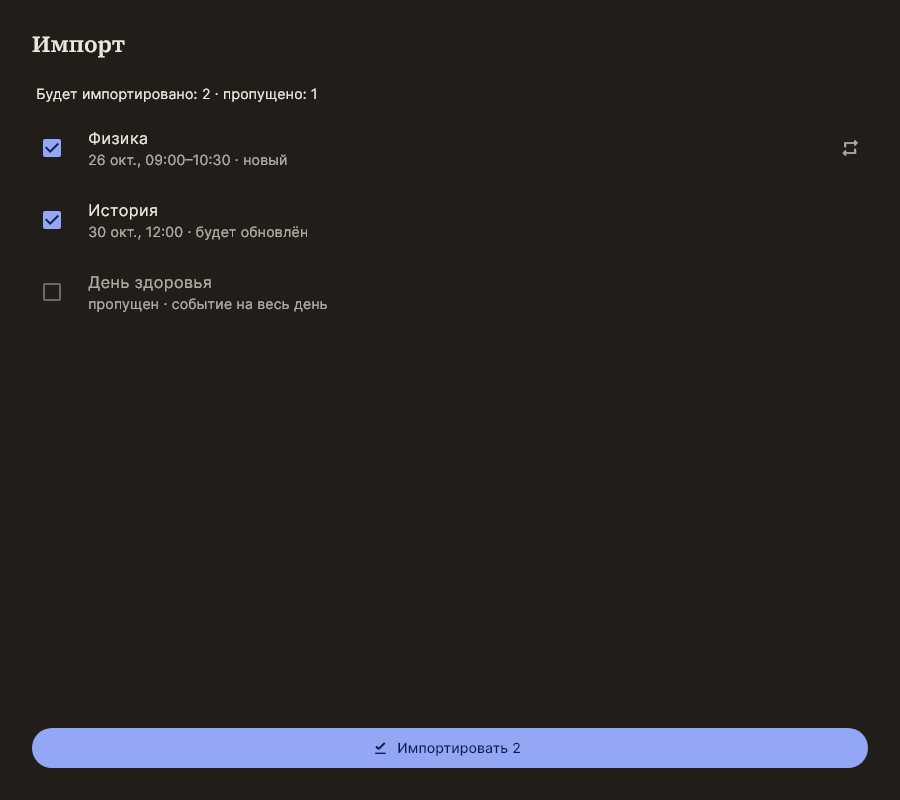 Импорт
Будет импортировано: 2 · пропущено: 1
Физика
26 окт., 09:00–10:30 · новый
История
30 окт., 12:00 · будет обновлён
День здоровья
пропущен · событие на весь день
Импортировать 2